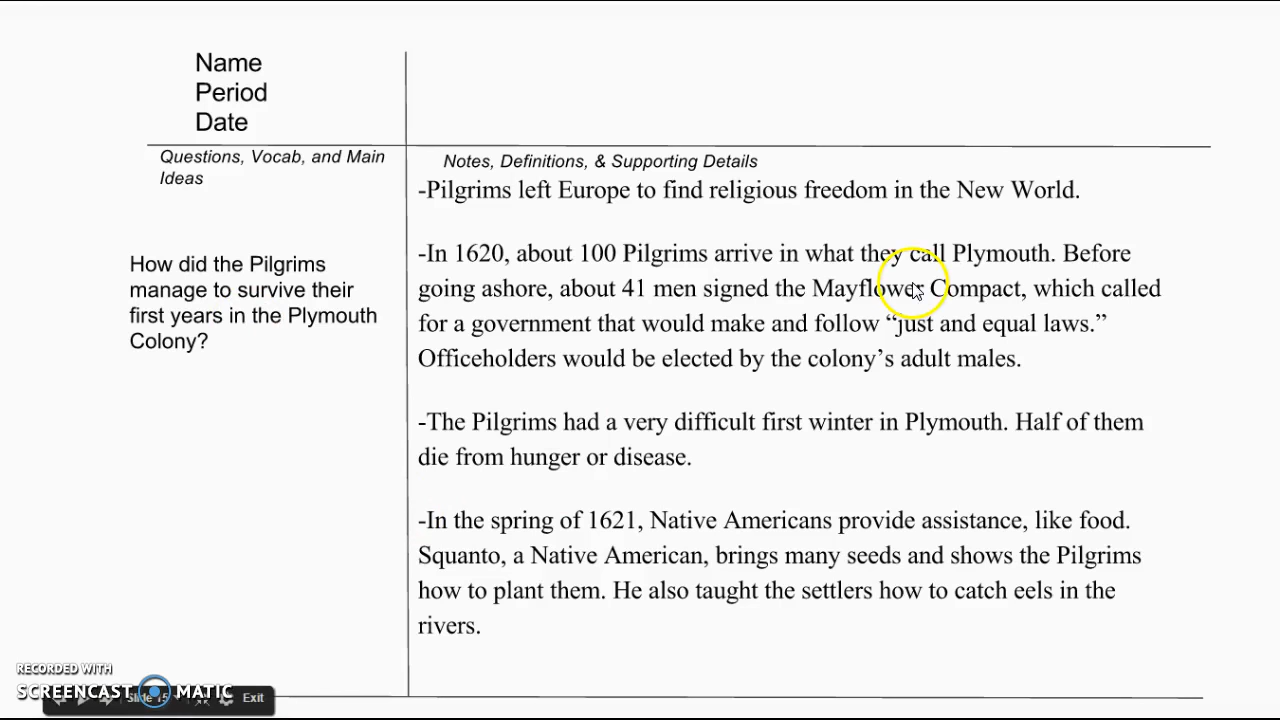 Name
Period
Date
Questions, Vocab, and Main
Ideas
Notes, Definitions, & Supporting Details
How did the Pilgrims
manage to survive their
first years in the Plymouth
Colony?
-Pilgrims left Europe to find religious freedom in the New World.
-In 1620, about 100 Pilgrims arrive in what they call Plymouth. Before
going ashore, about 41 men signed the Mayflower Compact, which called
for a government that would make and follow “just and equal laws.”
Officeholders would be elected by the colony’s adult males.
-The Pilgrims had a very difficult first winter in Plymouth. Half of them
die from hunger or disease.
-In the spring of 1621, Native Americans provide assistance, like food.
Squanto, a Native American, brings many seeds and shows the Pilgrims
how to plant them. He also taught the settlers how to catch eels in the
rivers.
RECORDED WITH
SCREENCAST MATIC
Slide 15
Exit